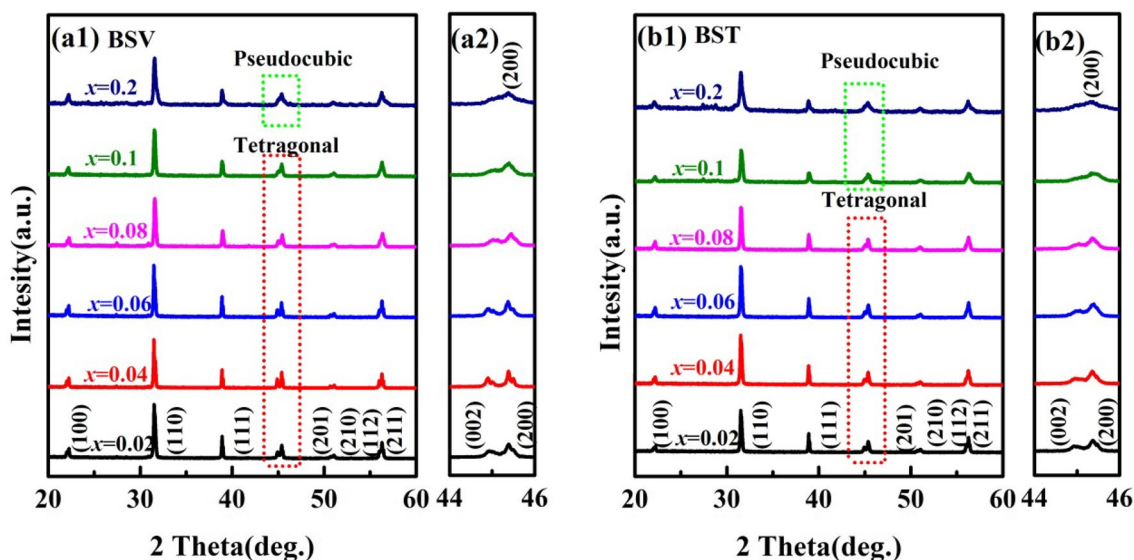 (a1) BSV
Pseudocubic
x=0.2
Tetragonal
x=0.1
x=0.08
x=0.06
x=0.04
x=0.02
(100)
(110)
(111)
(201)
(210)
(112)
(211)
Intesity(a.u.)
20 30 40 50 60
2 Theta(deg.)
(a2)
(200)
(002)
(200)
44 46
(b1) BST
Pseudocubic
x=0.2
x=0.1
Tetragonal
x=0.08
x=0.06
x=0.04
x=0.02
(100)
(110)
(111)
(201)
(210)
(112)
(211)
Intesity(a.u.)
20 30 40 50 60
2 Theta(deg.)
(b2)
(200)
(002)
(200)
44 46